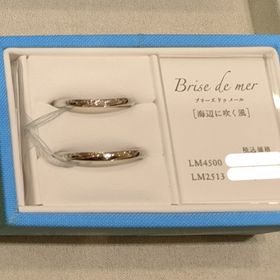 Brise de mer
ブリーズ ドゥ メール
[海辺に吹く風]
税込価格
LM4500
LM2513